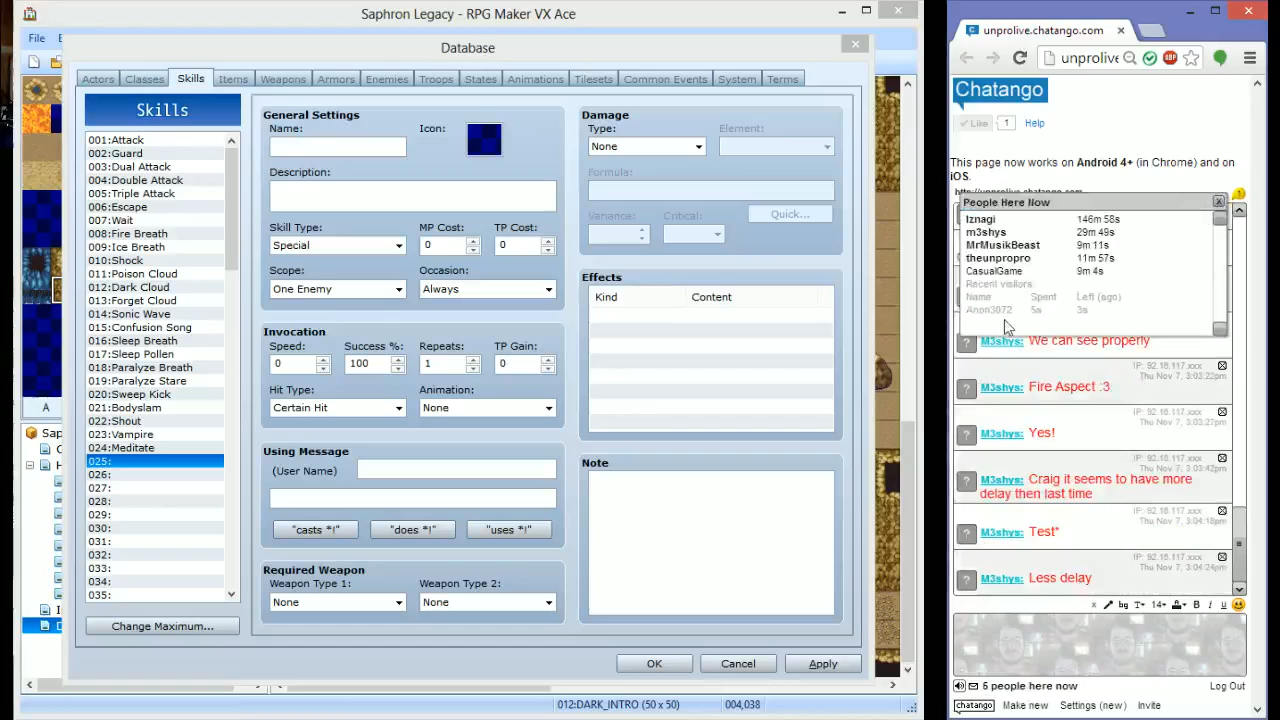 Saphron Legacy - RPG Maker VX Ace
File
Database
Actors Classes Skills Items Weapons Armors Enemies Troops States Animations Tilesets Common Events System Terms
Skills
001:Attack
002:Guard
003:Dual Attack
004:Double Attack
005:Triple Attack
006:Escape
007:Wait
008:Fire Breath
009:Ice Breath
010:Shock
011:Poison Cloud
012:Dark Cloud
013:Forget Cloud
014:Sonic Wave
015:Confusion Song
016:Sleep Breath
017:Sleep Pollen
018:Paralyze Breath
019:Paralyze Stare
020:Sweep Kick
021:Bodyslam
022:Shout
023:Vampire
024:Meditate
025:
026:
027:
028:
029:
030:
031:
032:
033:
034:
035:
Change Maximum...
General Settings
Name: Icon:
Description:
Skill Type: MP Cost: TP Cost:
Special 0 0
Scope: Occasion:
One Enemy Always
Invocation
Speed: Success %: Repeats: TP Gain:
0 100 1 0
Hit Type: Animation:
Certain Hit None
Using Message
(User Name)
"casts *!" "does *!" "uses *!"
Required Weapon
Weapon Type 1: Weapon Type 2:
None None
Damage
Type: Element:
None
Formula:
Variance: Critical: Quick...
Effects
Kind Content
Note
OK Cancel Apply
A
Sap
012:DARK_INTRO (50 x 50) 004,038
unprolive.chatango.com
unprolive
Chatango
Like 1 Help
This page now works on Android 4+ (in Chrome) and on
iOS.
http://unprolive.chatango.com
People Here Now
Iznagi 146m 58s
m3shys 29m 49s
MrMusikBeast 9m 11s
theunpropro 11m 57s
CasualGame 9m 4s
Recent visitors
Name Spent Left (ago)
Anon3072 5s 3s
M3shys: We can see properly
IP: 92.18.117.xxx
Thu Nov 7, 3:03:22pm
M3shys: Fire Aspect :3
IP: 92.18.117.xxx
Thu Nov 7, 3:03:27pm
M3shys: Yes!
IP: 92.18.117.xxx
Thu Nov 7, 3:03:42pm
M3shys: Craig it seems to have more
delay then last time
IP: 92.18.117.xxx
Thu Nov 7, 3:04:18pm
M3shys: Test*
IP: 92.18.117.xxx
Thu Nov 7, 3:04:24pm
M3shys: Less delay
x bg T 14 A B I u
5 people here now Log Out
chatango Make new Settings (new) Invite